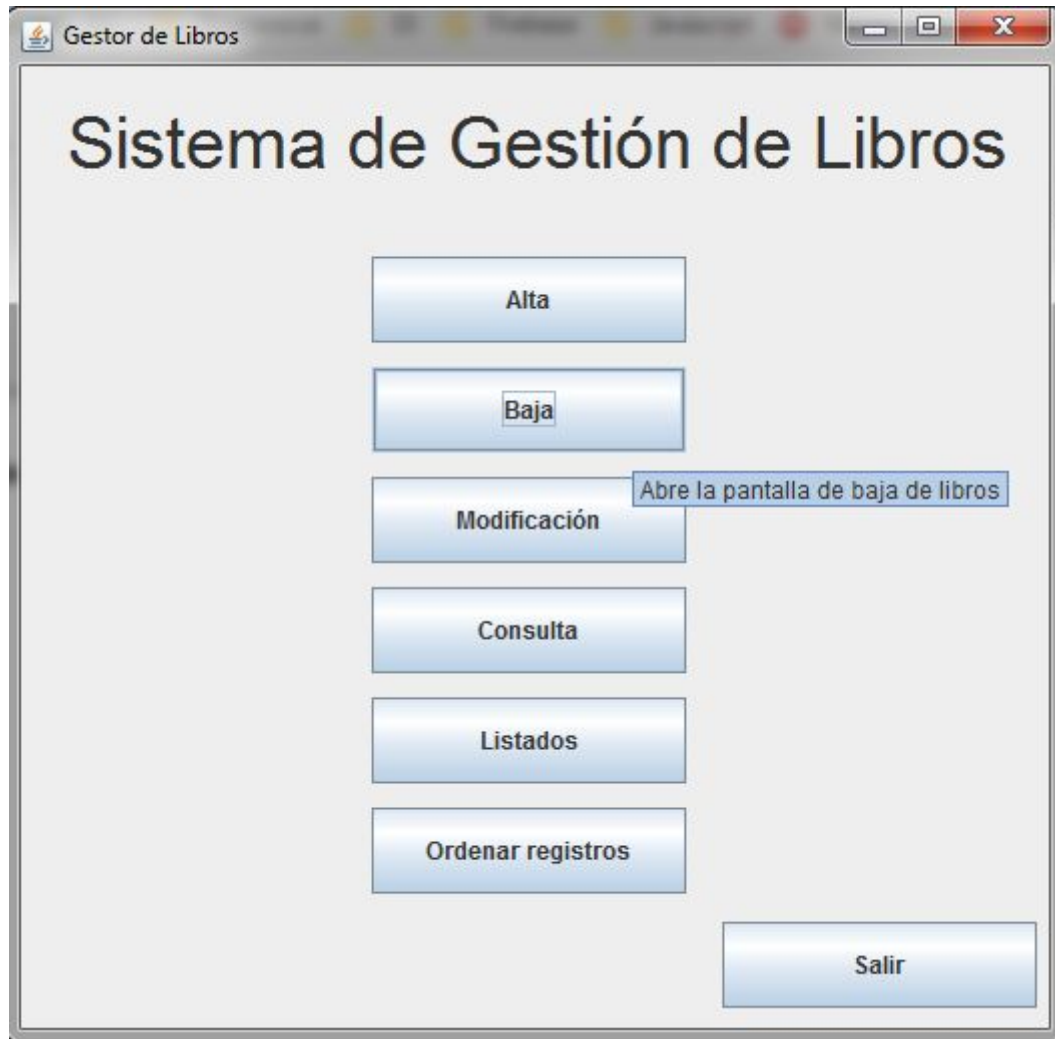 Gestor de Libros
Sistema de Gestión de Libros
Alta
Baja
Abre la pantalla de baja de libros
Modificación
Consulta
Listados
Ordenar registros
Salir